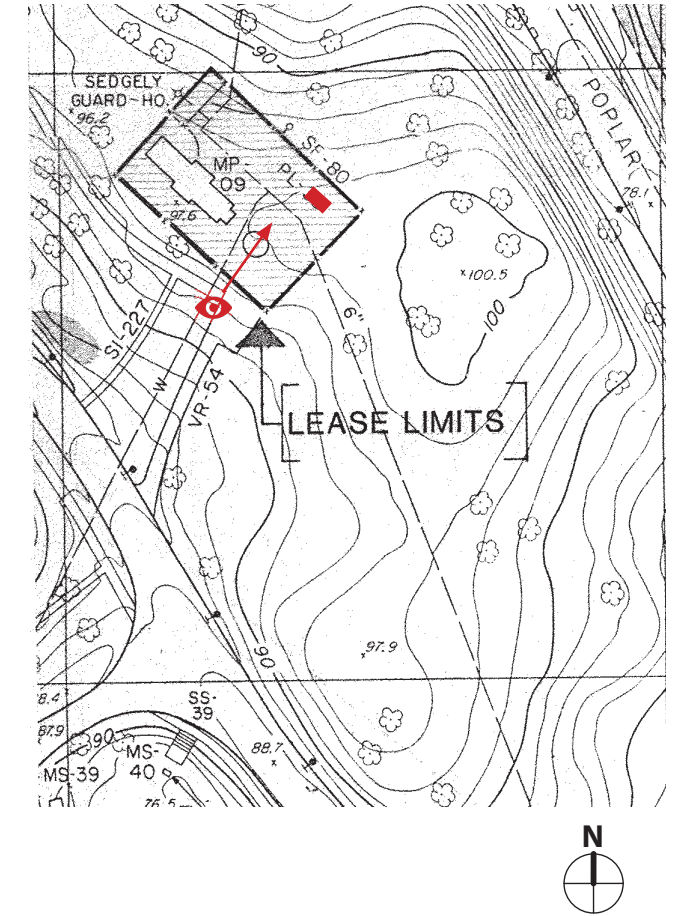 90
SEDGELY
GUARD-HO.
96.2
POPLAR
SF-80
MP-
09
PL-
78.1
97.6
100.5
SI-227
6"
100
W
VR-54
LEASE LIMITS
90
97.9
SS-
39
8.4
87.9
90
MS-
40
88.7
MS-39
76.5
N